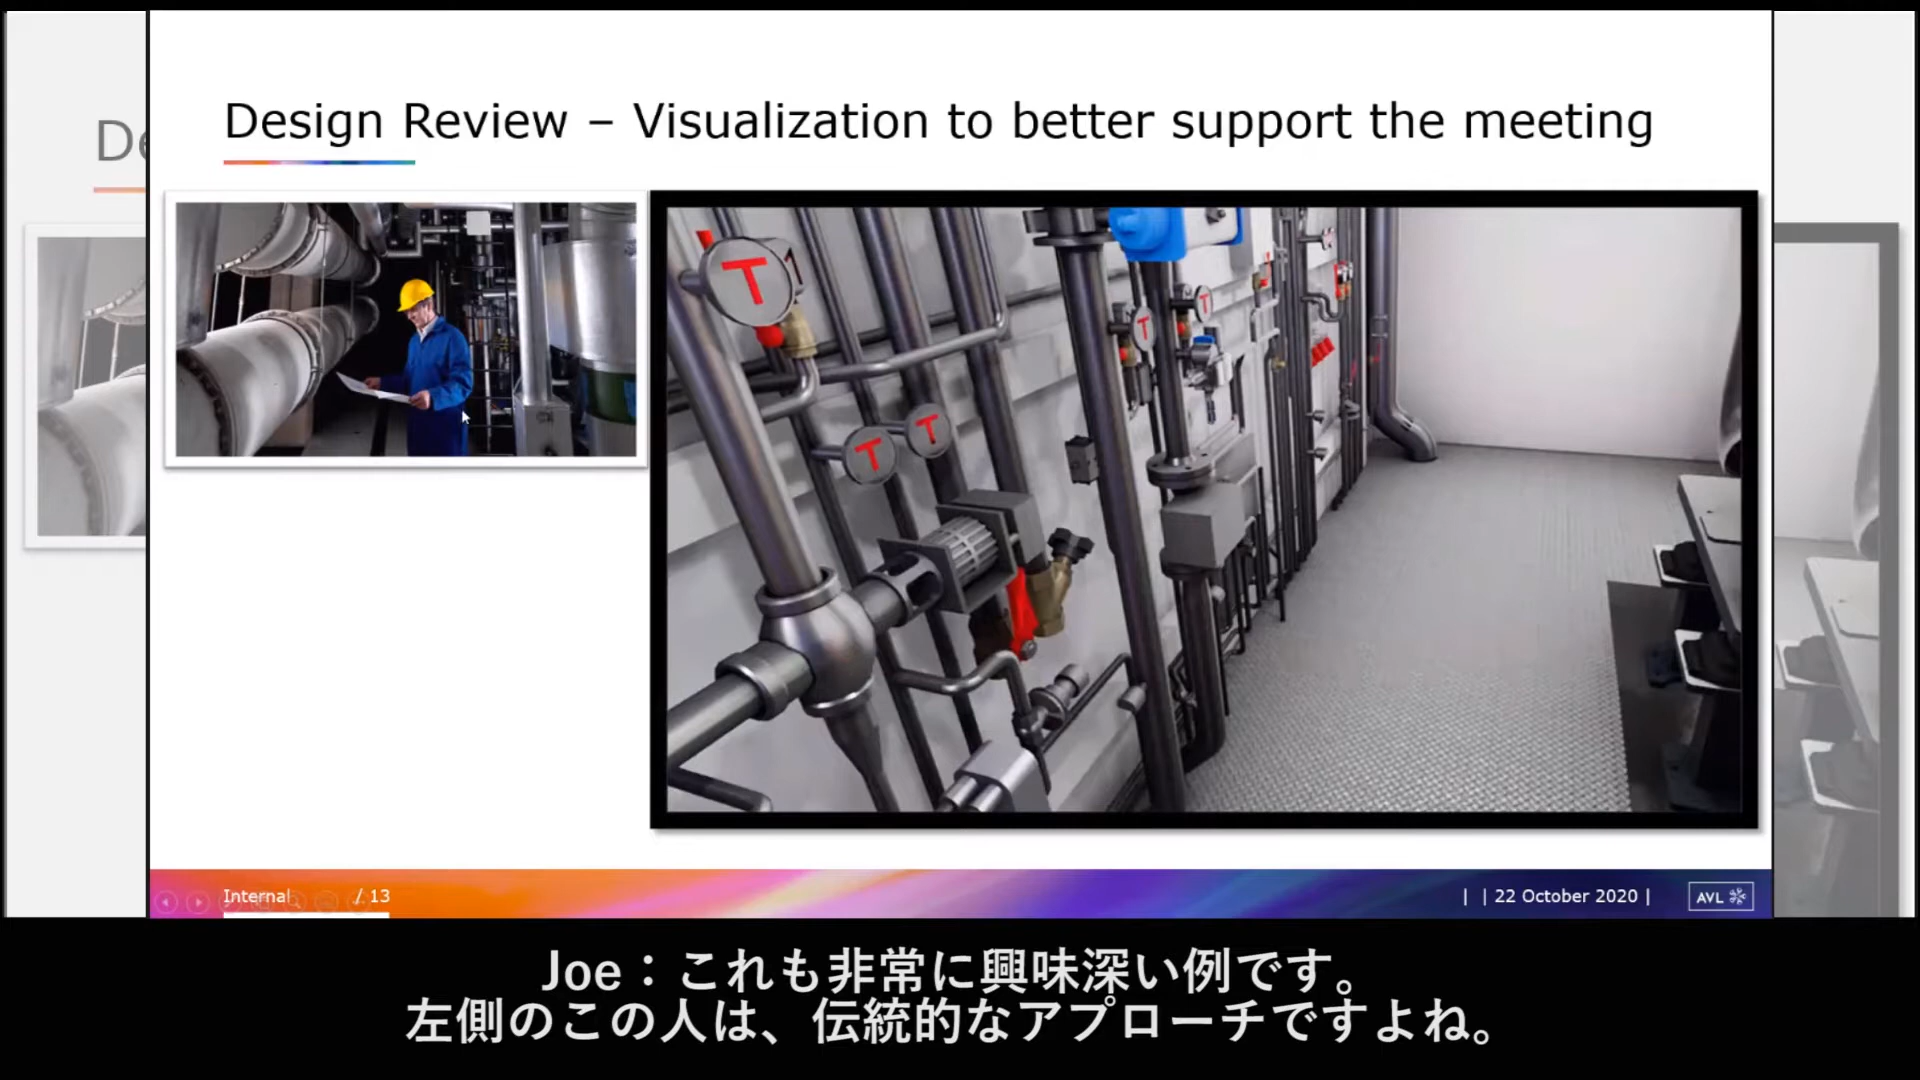 De
Design Review – Visualization to better support the meeting
T
T
T
T
T
Internal / 13
| | 22 October 2020 |
AVL
Joe：これも非常に興味深い例です。
左側のこの人は、伝統的なアプローチですよね。